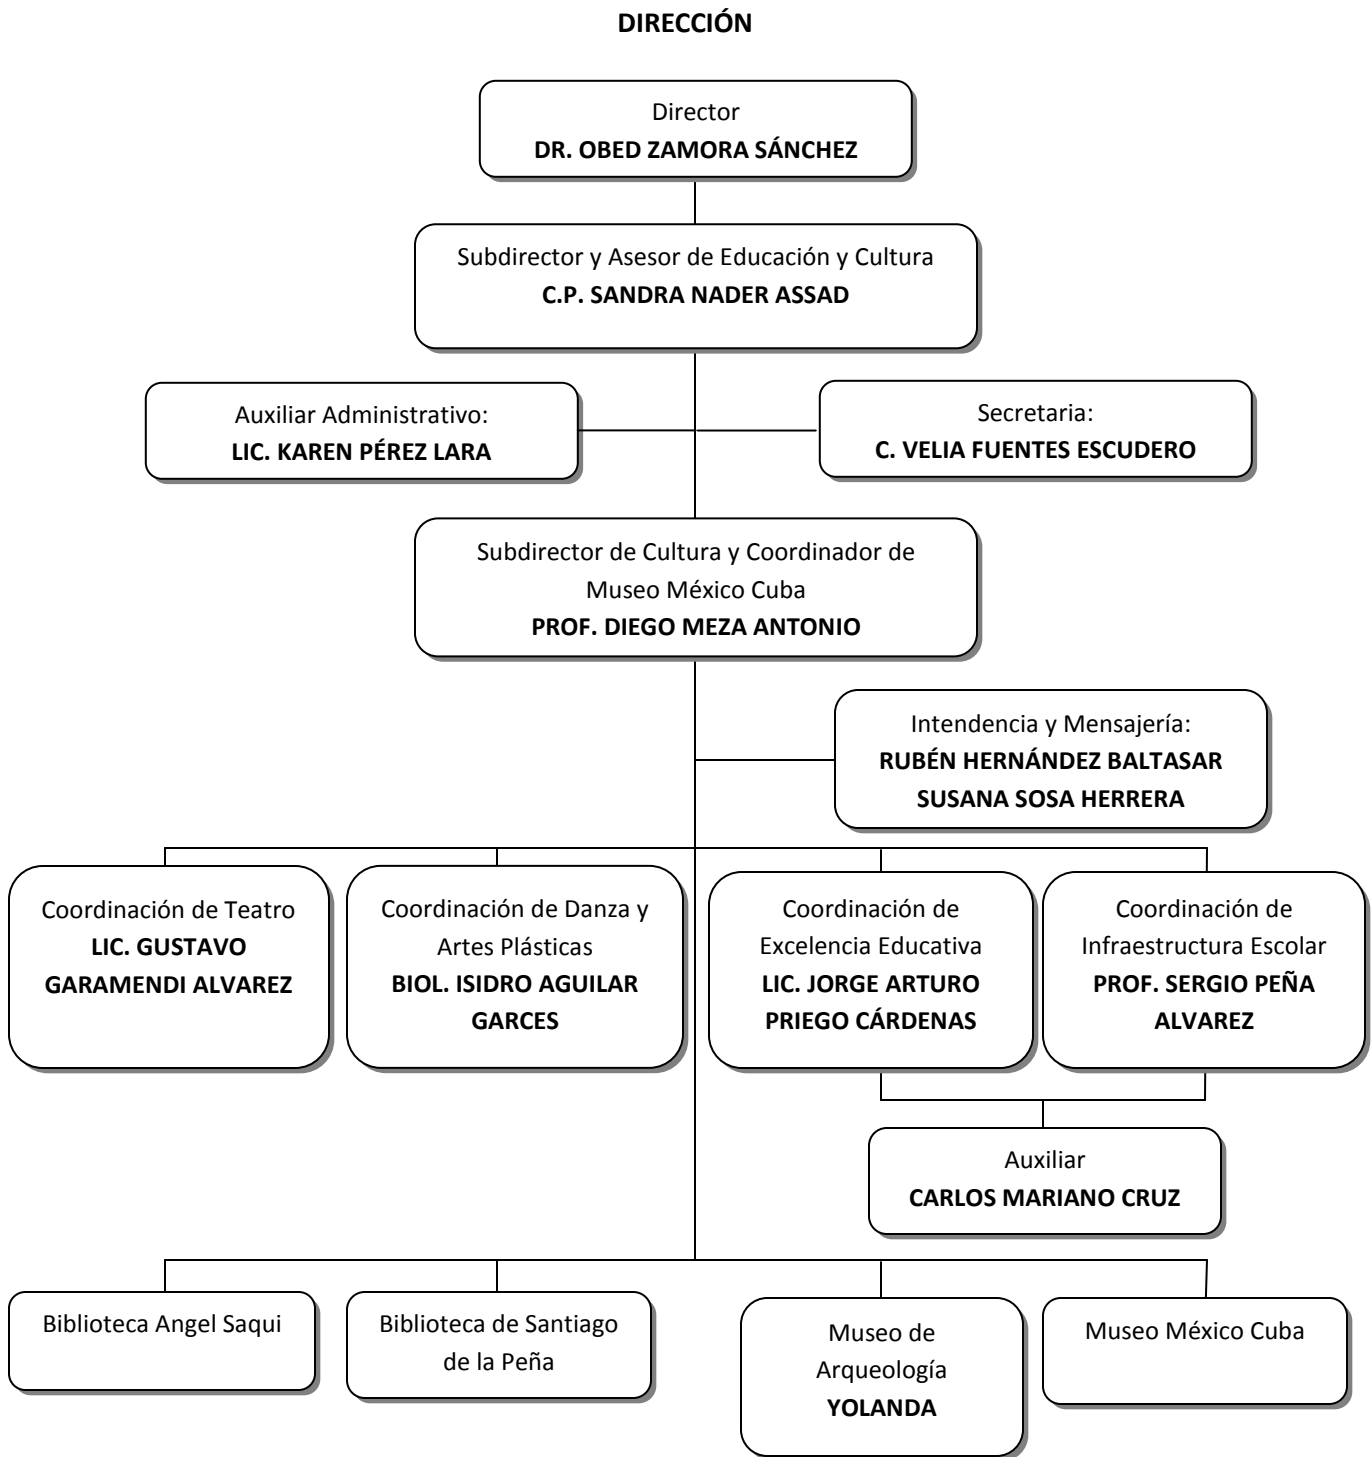 DIRECCIÓN
Director
DR. OBED ZAMORA SÁNCHEZ
Subdirector y Asesor de Educación y Cultura
C.P. SANDRA NADER ASSAD
Auxiliar Administrativo:
LIC. KAREN PÉREZ LARA
Secretaria:
C. VELIA FUENTES ESCUDERO
Subdirector de Cultura y Coordinador de
Museo México Cuba
PROF. DIEGO MEZA ANTONIO
Intendencia y Mensajería:
RUBÉN HERNÁNDEZ BALTASAR
SUSANA SOSA HERRERA
Coordinación de Teatro
LIC. GUSTAVO
GARAMENDI ALVAREZ
Coordinación de Danza y
Artes Plásticas
BIOL. ISIDRO AGUILAR
GARCES
Coordinación de
Excelencia Educativa
LIC. JORGE ARTURO
PRIEGO CÁRDENAS
Coordinación de
Infraestructura Escolar
PROF. SERGIO PEÑA
ALVAREZ
Auxiliar
CARLOS MARIANO CRUZ
Biblioteca Angel Saqui
Biblioteca de Santiago
de la Peña
Museo de
Arqueología
YOLANDA
Museo México Cuba